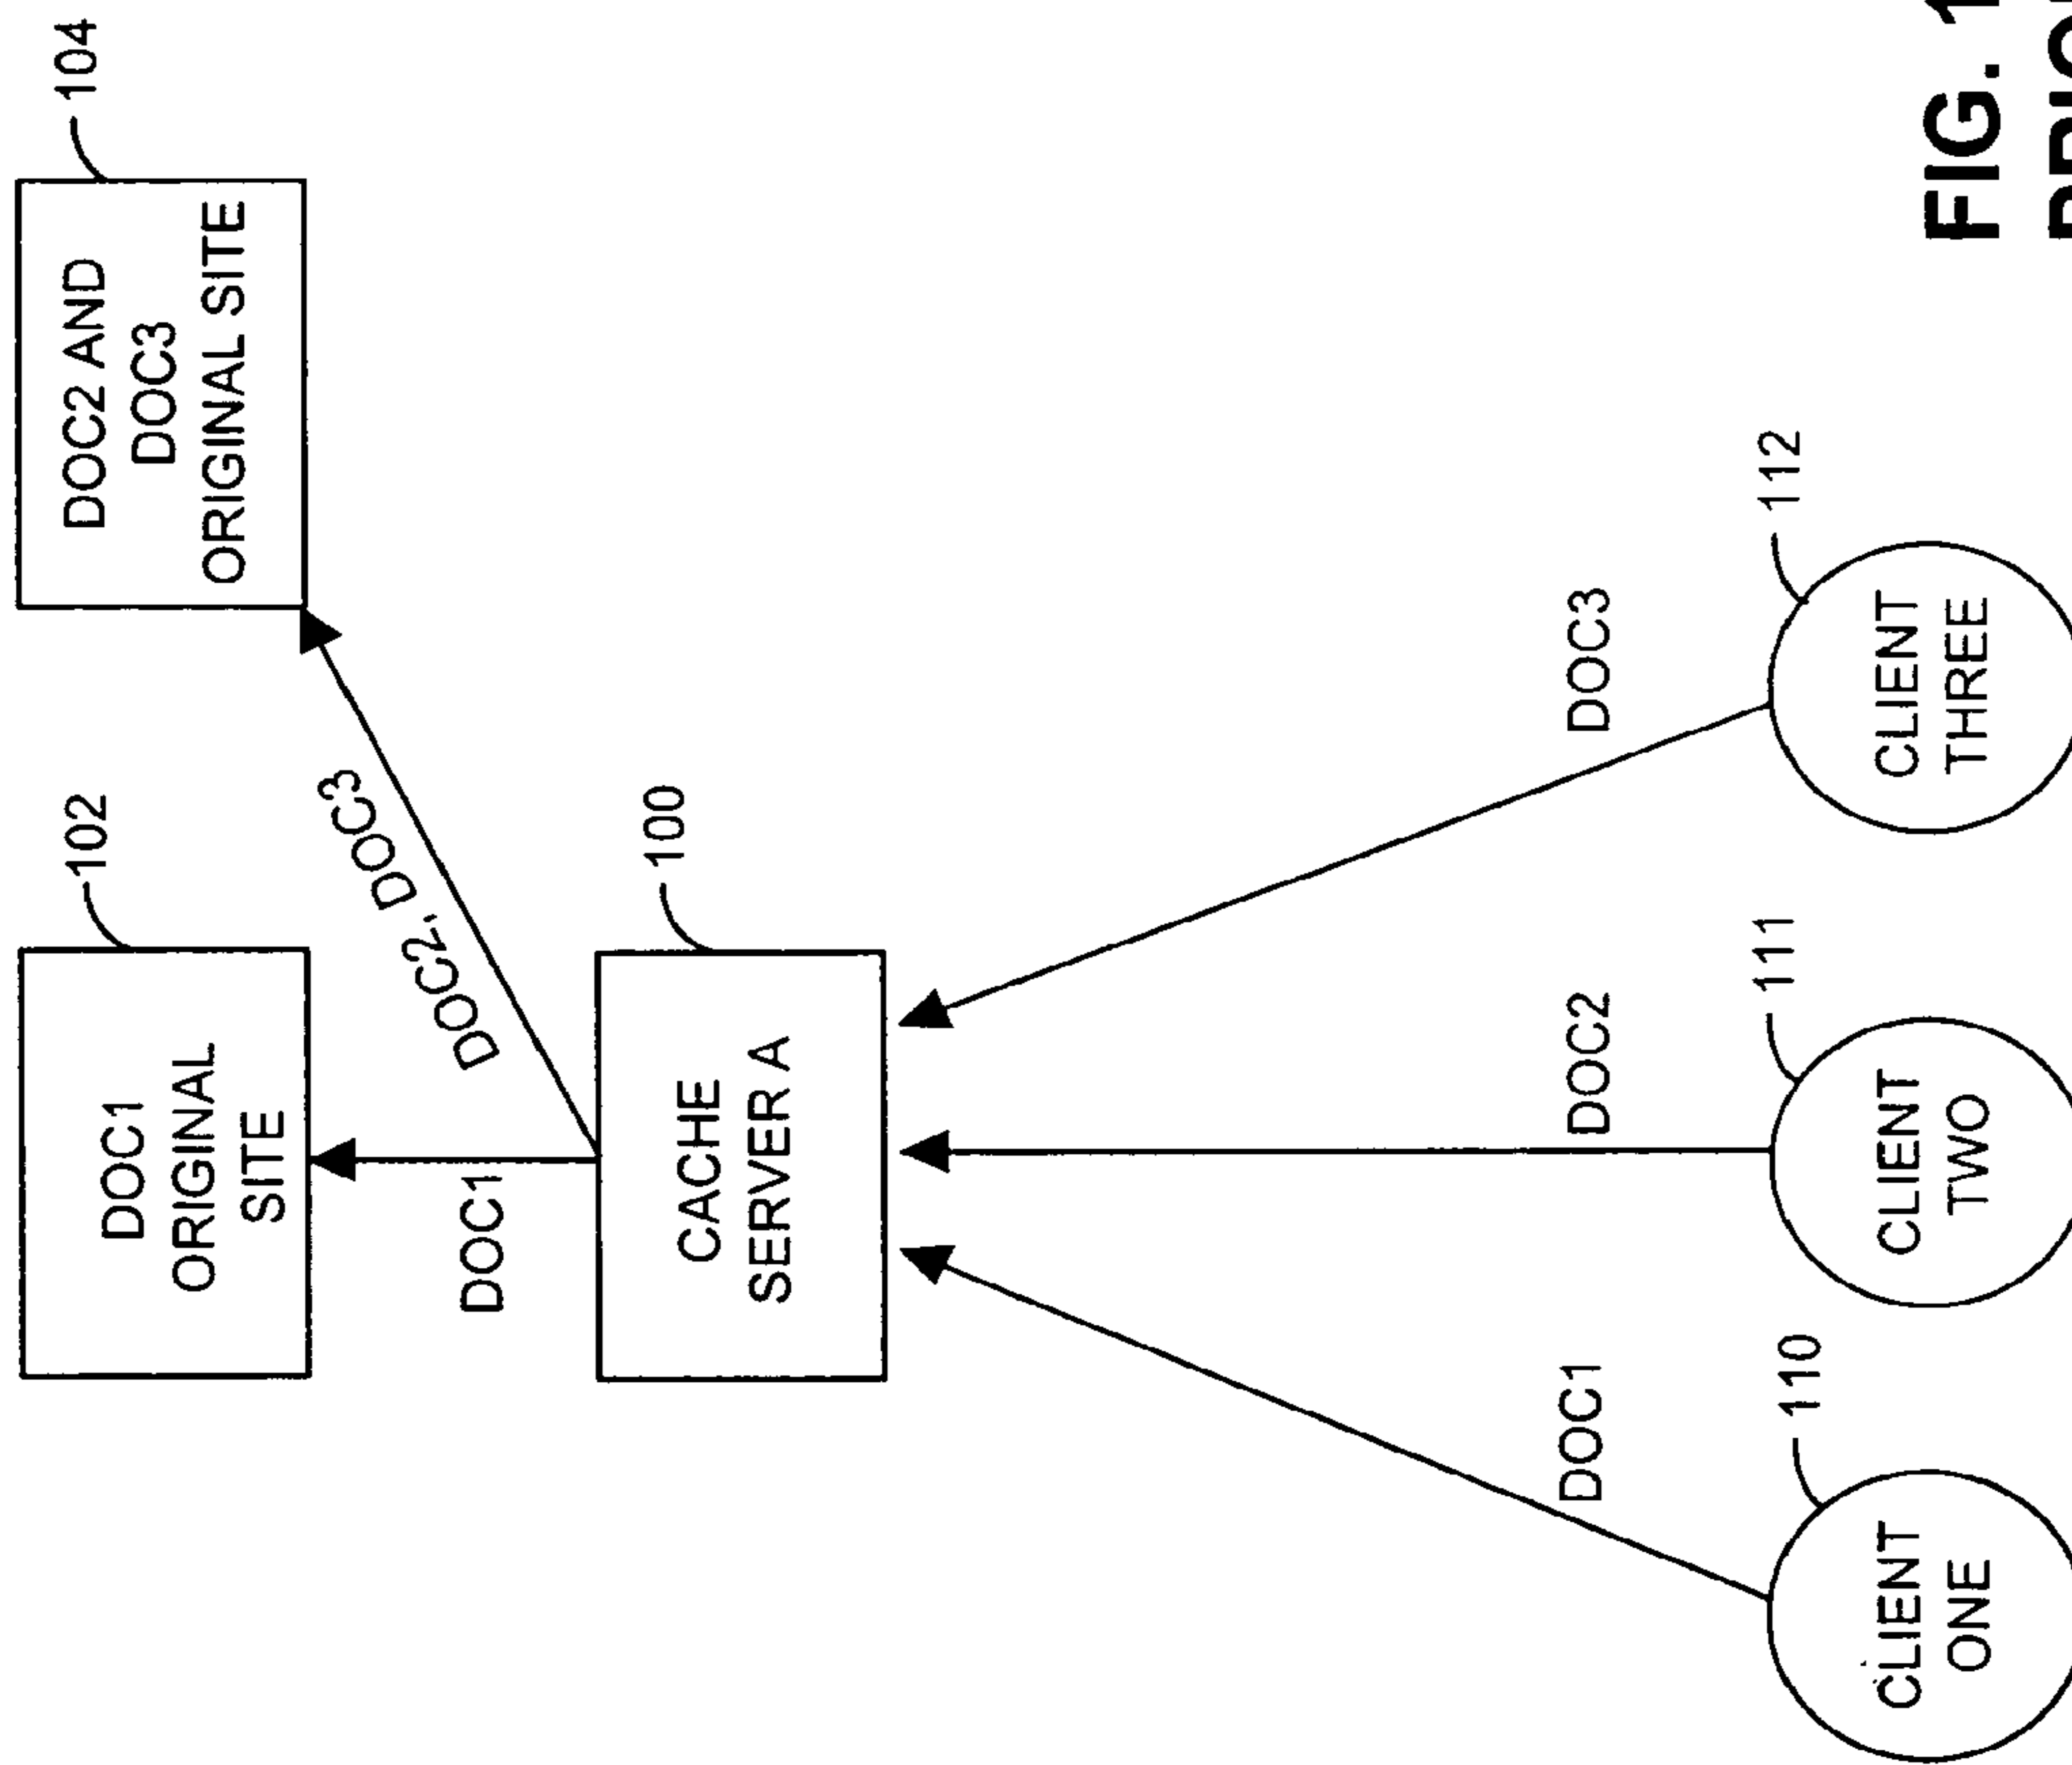 102
DOC1
ORIGINAL
SITE
104
DOC2 AND
DOC3
ORIGINAL SITE
DOC1
DOC2, DOC3
100
CACHE
SERVER A
DOC1
DOC2
DOC3
110
CLIENT
ONE
111
CLIENT
TWO
112
CLIENT
THREE
FIG. 1